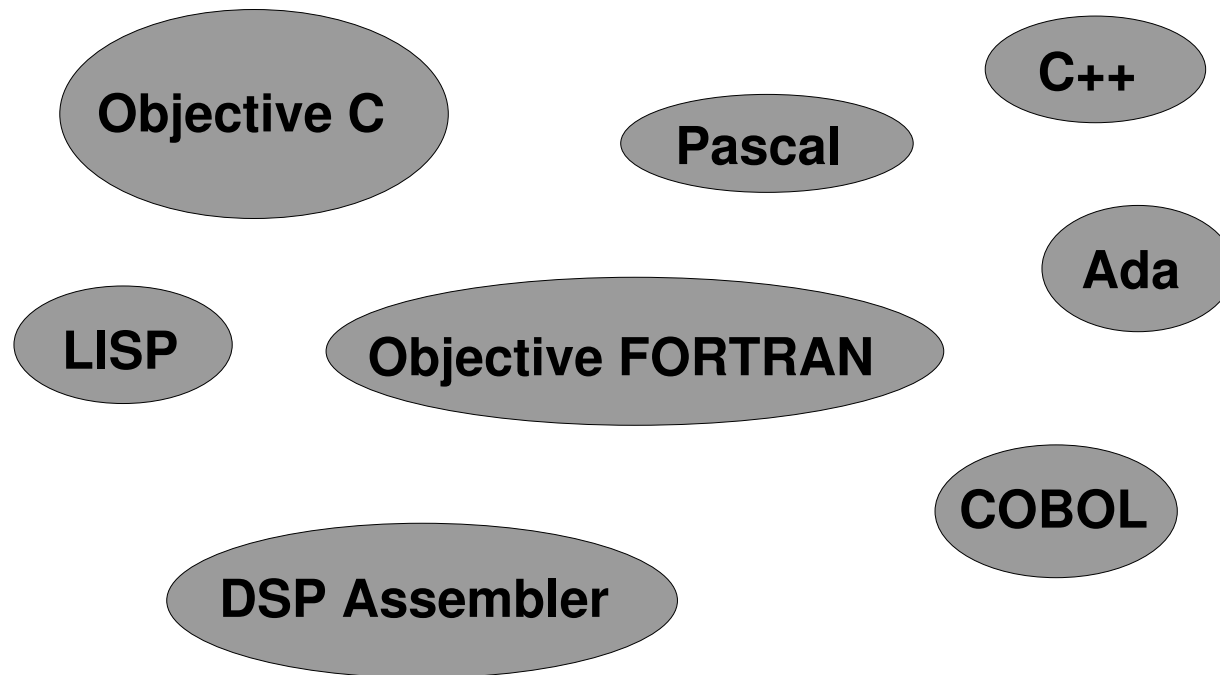 Objective C
C++
Pascal
Ada
LISP
Objective FORTRAN
COBOL
DSP Assembler